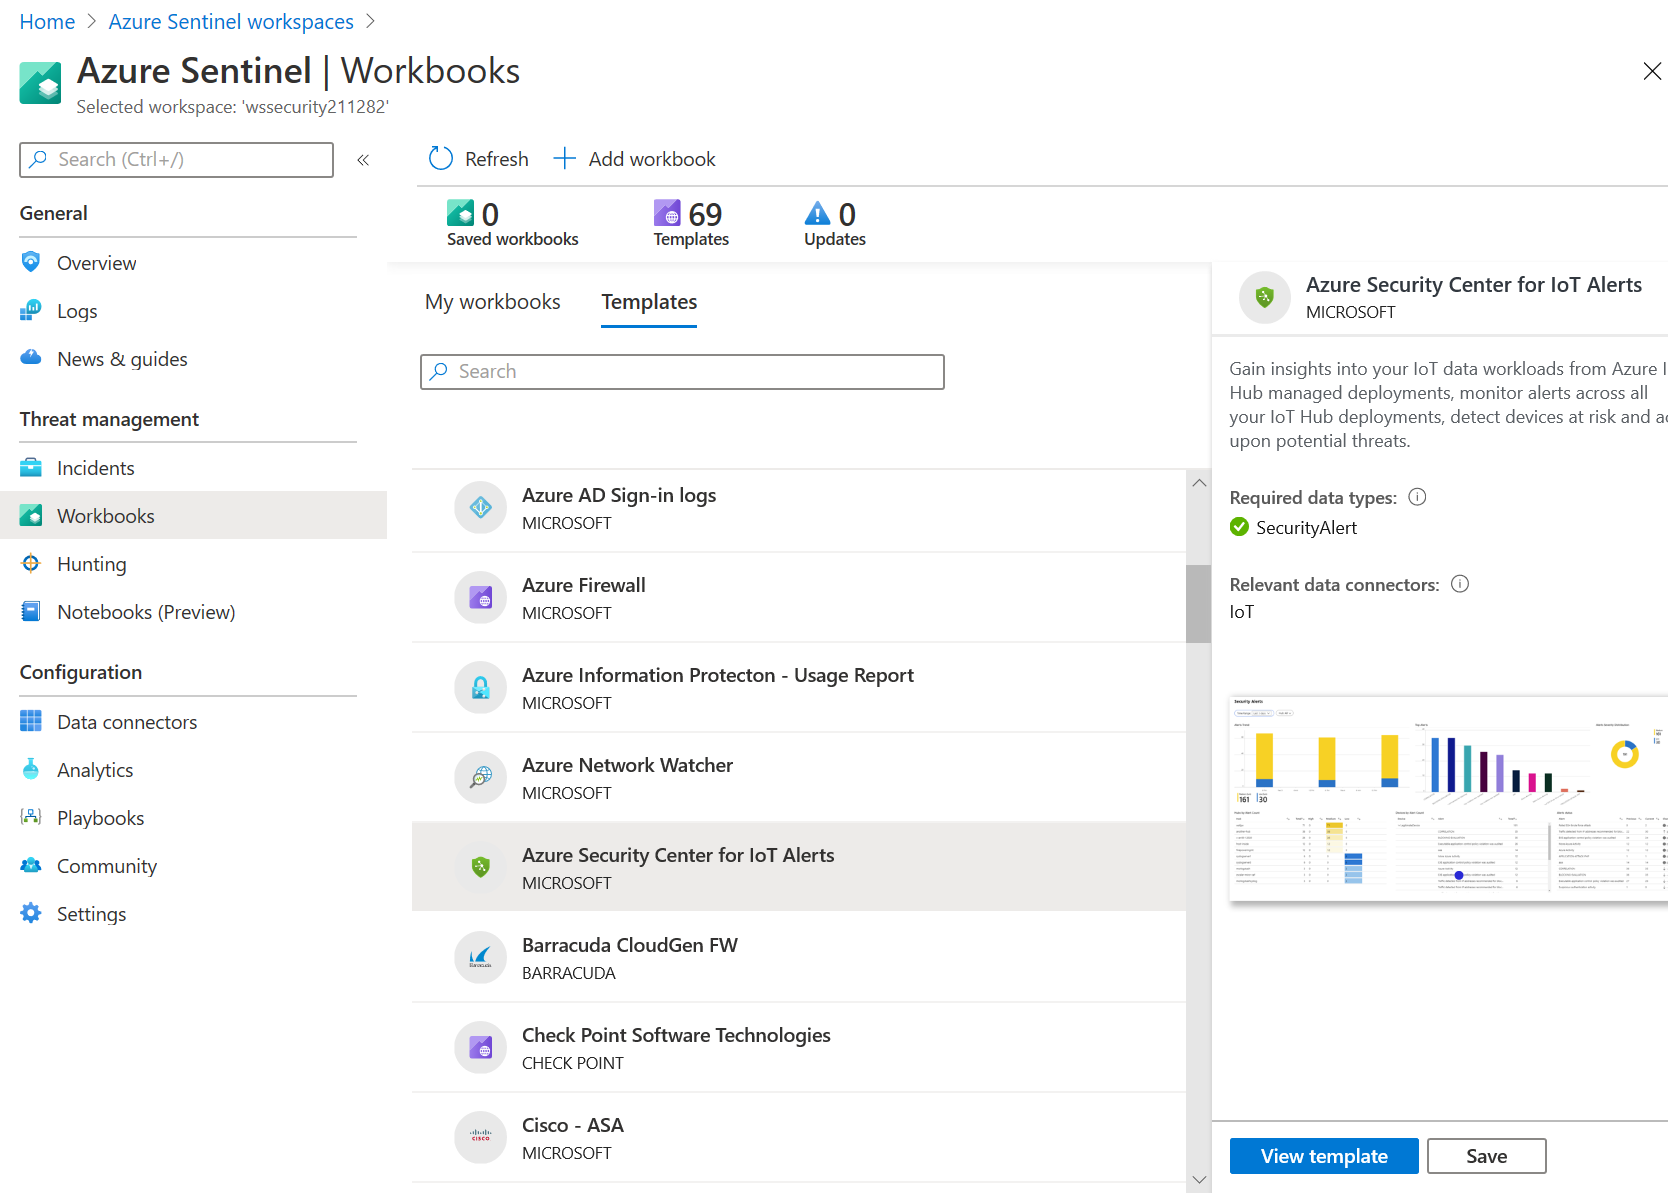 Home > Azure Sentinel workspaces >
Azure Sentinel | Workbooks
Selected workspace: 'wssecurity211282'
Search (Ctrl+/)
«
General
Overview
Logs
News & guides
Threat management
Incidents
Workbooks
Hunting
Notebooks (Preview)
Configuration
Data connectors
Analytics
Playbooks
Community
Settings
Refresh
Add workbook
0
Saved workbooks
69
Templates
0
Updates
My workbooks
Templates
Search
Azure AD Sign-in logs
MICROSOFT
Azure Firewall
MICROSOFT
Azure Information Protecton - Usage Report
MICROSOFT
Azure Network Watcher
MICROSOFT
Azure Security Center for IoT Alerts
MICROSOFT
Barracuda CloudGen FW
BARRACUDA
Check Point Software Technologies
CHECK POINT
Cisco - ASA
MICROSOFT
Azure Security Center for IoT Alerts
MICROSOFT
Gain insights into your IoT data workloads from Azure I
Hub managed deployments, monitor alerts across all
your IoT Hub deployments, detect devices at risk and ac
upon potential threats.
Required data types:
SecurityAlert
Relevant data connectors:
IoT
Security Alerts
161
30
View template
Save